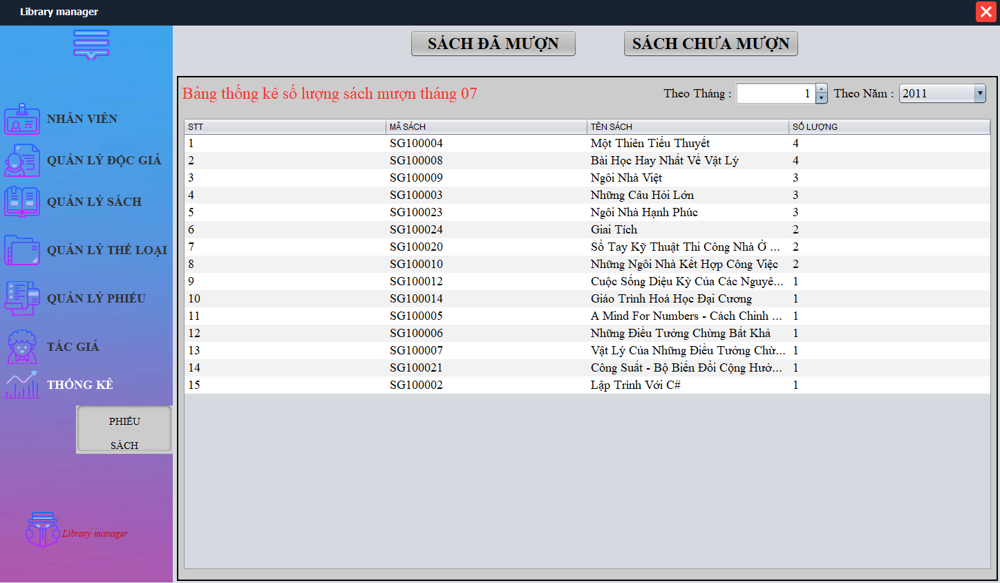 Library manager
SÁCH ĐÃ MƯỢN SÁCH CHƯA MƯỢN
Bảng thống kê số lượng sách mượn tháng 07 Theo Tháng : 1 Theo Năm : 2011
NHÂN VIÊN
QUẢN LÝ ĐỘC GIẢ
QUẢN LÝ SÁCH
QUẢN LÝ THỂ LOẠI
QUẢN LÝ PHIẾU
TÁC GIẢ
THỐNG KÊ
PHIẾU
SÁCH
Library manager
STT MÃ SÁCH TÊN SÁCH SỐ LƯỢNG
1 SG100004 Một Thiên Tiểu Thuyết 4
2 SG100008 Bài Học Hay Nhất Về Vật Lý 4
3 SG100009 Ngôi Nhà Việt 3
4 SG100003 Những Câu Hỏi Lớn 3
5 SG100023 Ngôi Nhà Hạnh Phúc 3
6 SG100024 Giai Tích 2
7 SG100020 Sổ Tay Kỹ Thuật Thi Công Nhà Ở ... 2
8 SG100010 Những Ngôi Nhà Kết Hợp Công Việc 2
9 SG100012 Cuộc Sống Diệu Kỳ Của Các Nguyê... 1
10 SG100014 Giáo Trình Hoá Học Đại Cương 1
11 SG100005 A Mind For Numbers - Cách Chinh ... 1
12 SG100006 Những Điều Tưởng Chừng Bất Khả 1
13 SG100007 Vật Lý Của Những Điều Tưởng Chừ... 1
14 SG100021 Công Suất - Bộ Biến Đổi Cộng Hưở... 1
15 SG100002 Lập Trình Với C# 1